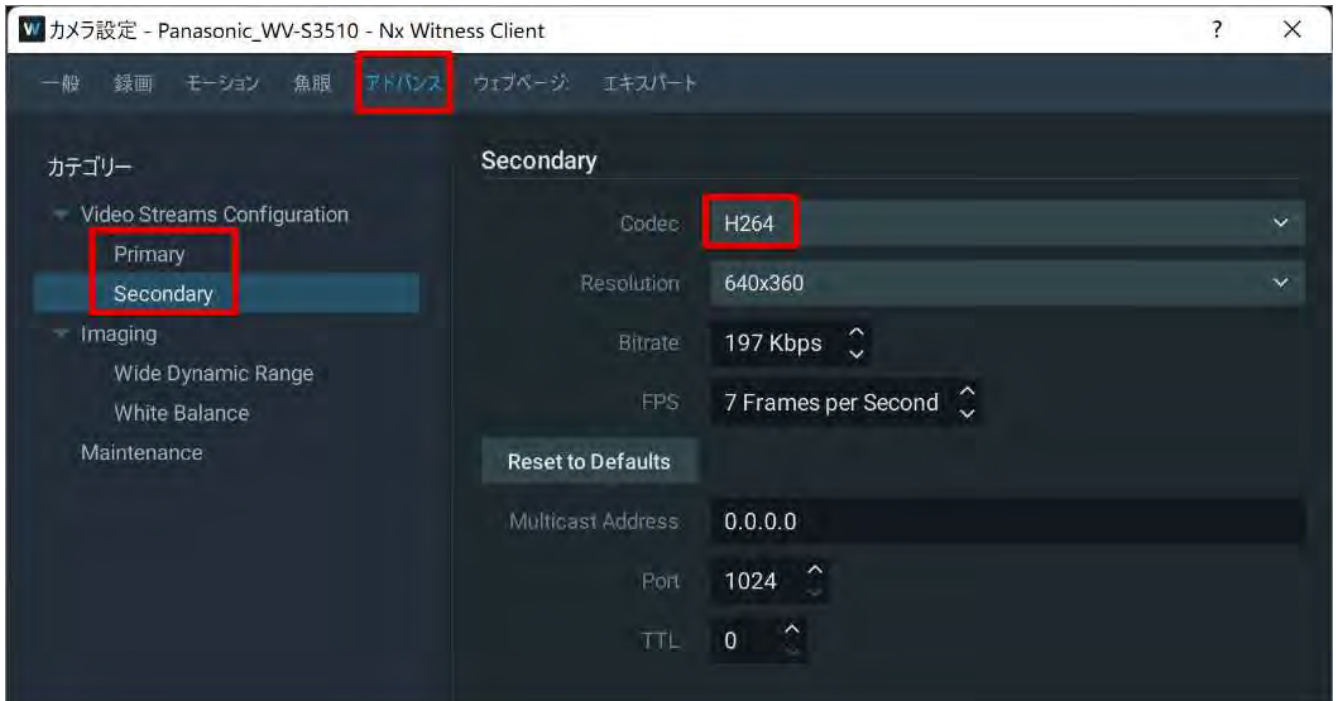 W カメラ設定 - Panasonic_WV-S3510 - Nx Witness Client ? ×
一般 録画 モーション 魚眼 アドバンス ウェブページ エキスパート
カテゴリー
Video Streams Configuration
Primary
Secondary
Imaging
Wide Dynamic Range
White Balance
Maintenance
Secondary
Codec H264
Resolution 640x360
Bitrate 197 Kbps
FPS 7 Frames per Second
Reset to Defaults
Multicast Address 0.0.0.0
Port 1024
TTL 0